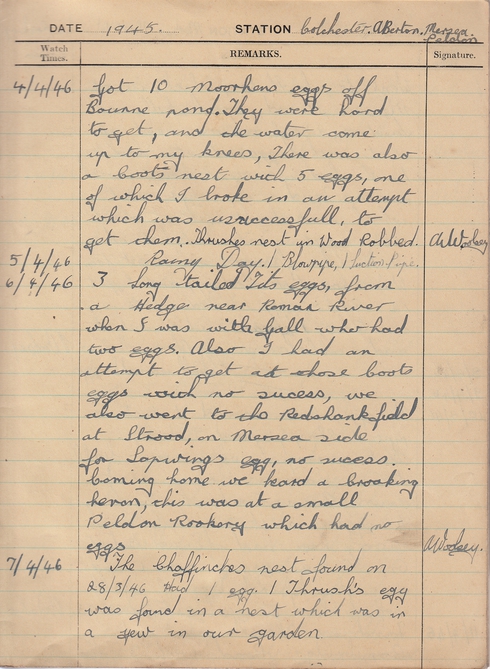 DATE 1945. STATION Colchester. ABerton. Mersea.
Peldon
Watch Times. REMARKS. Signature.
4/4/46 Got 10 Moorhens eggs off
Bourne pond. They were hard
to get, and the water come
up to my knees, There was also
a Coots nest with 5 eggs, one
of which I broke in an attempt
which was unsuccessfull, to
get them. Thrushes nest in Wood Robbed. A Woolsey
5/4/46 Rainy Day. 1 Blowpipe, 1 Suction Pipe.
6/4/46 3 Long tailed Tits eggs, from
a Hedge near Roman River
when I was with Gall who had
two eggs. Also I had an
attempt to get at those Coots
eggs with no sucess, we
also went to the Redshank field
at Strood, on Mersea side
for Lapwings egg, no sucess.
Coming home we heard a croaking
heron, this was at a small
Peldon Rookery which had no
eggs A Woolsey.
7/4/46 The Chaffinches nest found on
28/3/46 Had 1 egg. 1 Thrush's egg
was found in a nest which was in
a yew in our garden.